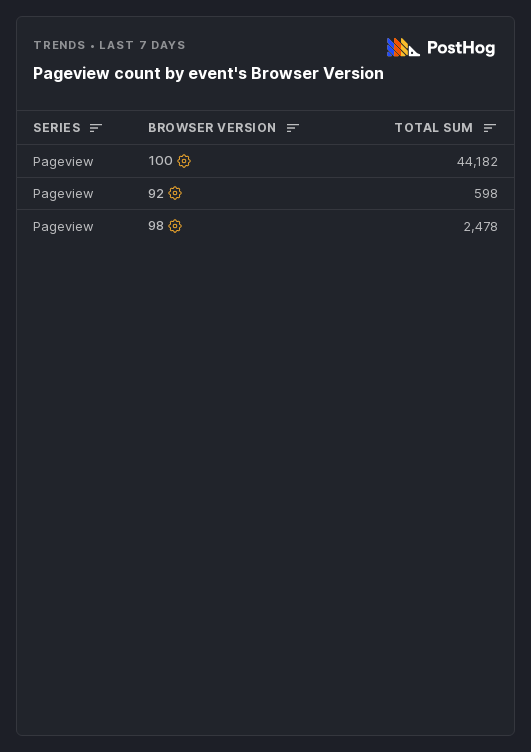 TRENDS • LAST 7 DAYS
PostHog
Pageview count by event's Browser Version
SERIES BROWSER VERSION TOTAL SUM
Pageview 100 44,182
Pageview 92 598
Pageview 98 2,478